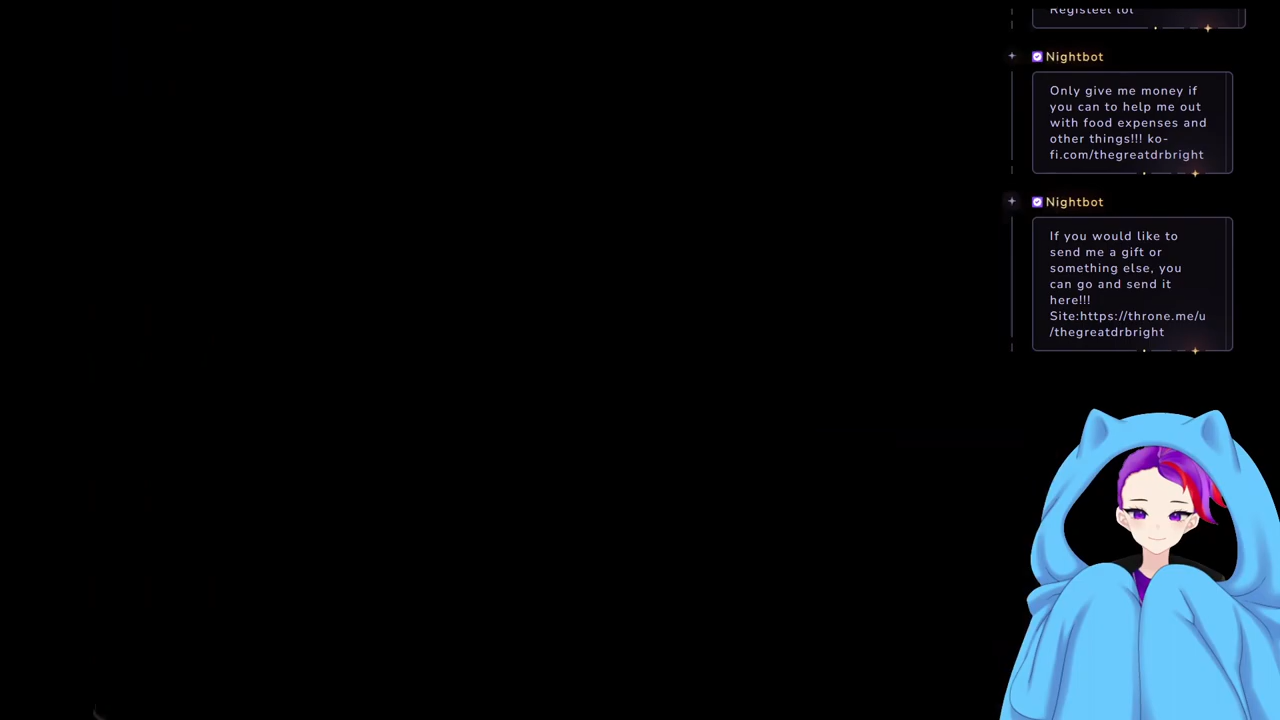 Registeel lol
Nightbot
Only give me money if
you can to help me out
with food expenses and
other things!!! ko-
fi.com/thegreatdrbright
Nightbot
If you would like to
send me a gift or
something else, you
can go and send it
here!!!
Site:https://throne.me/u
/thegreatdrbright